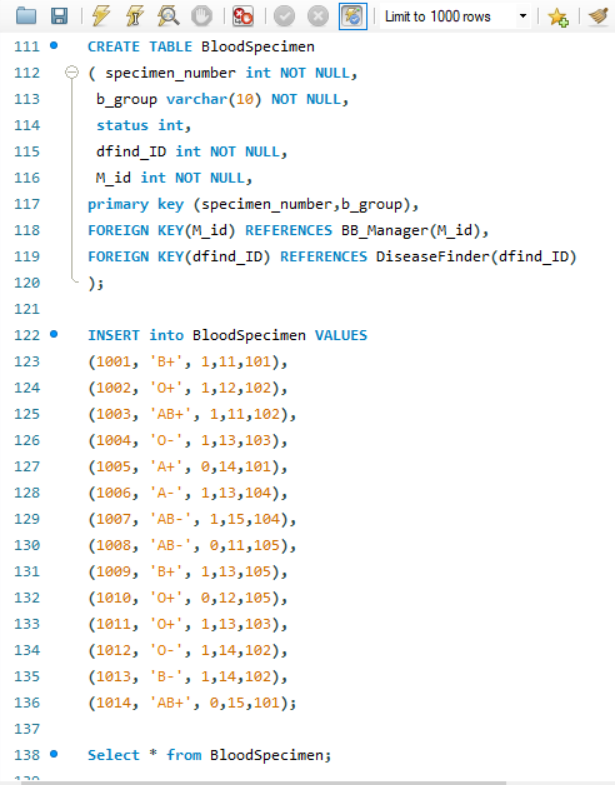 Limit to 1000 rows
111 CREATE TABLE BloodSpecimen
112 ( specimen_number int NOT NULL,
113 b_group varchar(10) NOT NULL,
114 status int,
115 dfind_ID int NOT NULL,
116 M_id int NOT NULL,
117 primary key (specimen_number,b_group),
118 FOREIGN KEY(M_id) REFERENCES BB_Manager(M_id),
119 FOREIGN KEY(dfind_ID) REFERENCES DiseaseFinder(dfind_ID)
120 );
121
122 INSERT into BloodSpecimen VALUES
123 (1001, 'B+', 1,11,101),
124 (1002, 'O+', 1,12,102),
125 (1003, 'AB+', 1,11,102),
126 (1004, 'O-', 1,13,103),
127 (1005, 'A+', 0,14,101),
128 (1006, 'A-', 1,13,104),
129 (1007, 'AB-', 1,15,104),
130 (1008, 'AB-', 0,11,105),
131 (1009, 'B+', 1,13,105),
132 (1010, 'O+', 0,12,105),
133 (1011, 'O+', 1,13,103),
134 (1012, 'O-', 1,14,102),
135 (1013, 'B-', 1,14,102),
136 (1014, 'AB+', 0,15,101);
137
138 Select * from BloodSpecimen;